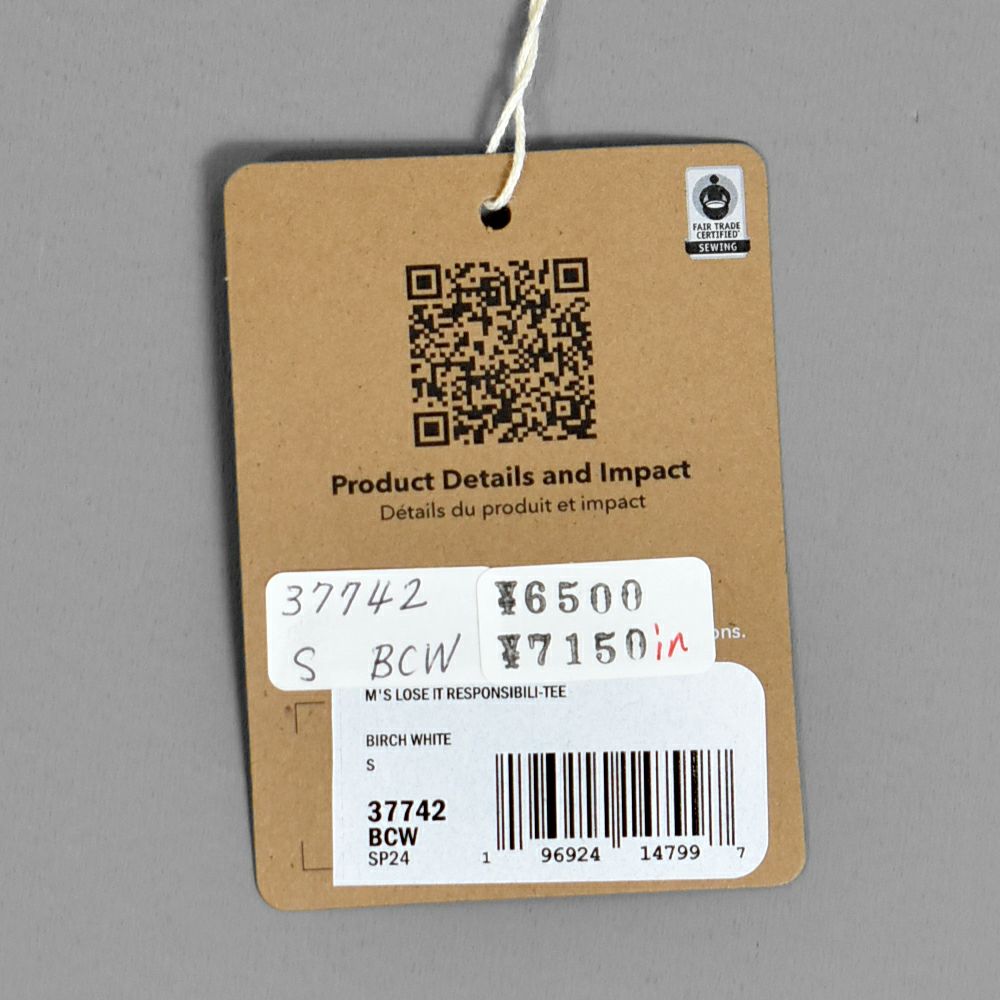 FAIR TRADE
CERTIFIED
SEWING
Product Details and Impact
Détails du produit et impact
37742
S BCW
¥6500
¥7150in
ons.
M'S LOSE IT RESPONSIBILI-TEE
BIRCH WHITE
S
37742
BCW
SP24
1 96924 14799 7